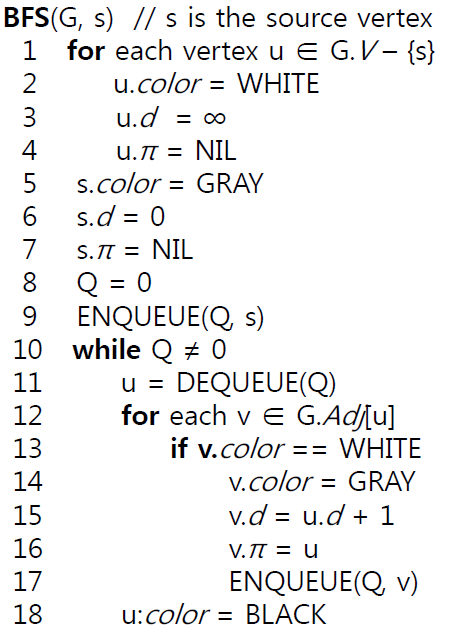 BFS(G, s)  // s is the source vertex
1 for each vertex u ∈ G.V – {s}
2 u.color = WHITE
3 u.d = ∞
4 u.π = NIL
5 s.color = GRAY
6 s.d = 0
7 s.π = NIL
8 Q = 0
9 ENQUEUE(Q, s)
10 while Q ≠ 0
11 u = DEQUEUE(Q)
12 for each v ∈ G.Adj[u]
13 if v.color == WHITE
14 v.color = GRAY
15 v.d = u.d + 1
16 v.π = u
17 ENQUEUE(Q, v)
18 u:color = BLACK